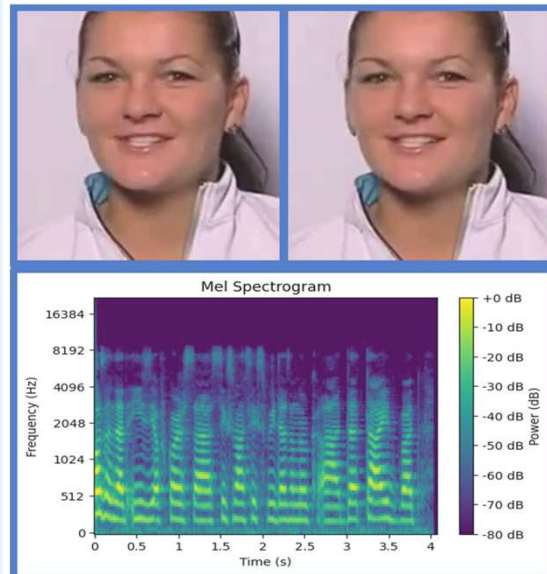 Mel Spectrogram
+0 dB
16384
-10 dB
8192
-20 dB
4096
-30 dB
2048
-40 dB
1024
-50 dB
512
-60 dB
-70 dB
0
-80 dB
Frequency (Hz)
Power (dB)
0 0.5 1 1.5 2 2.5 3 3.5 4
Time (s)